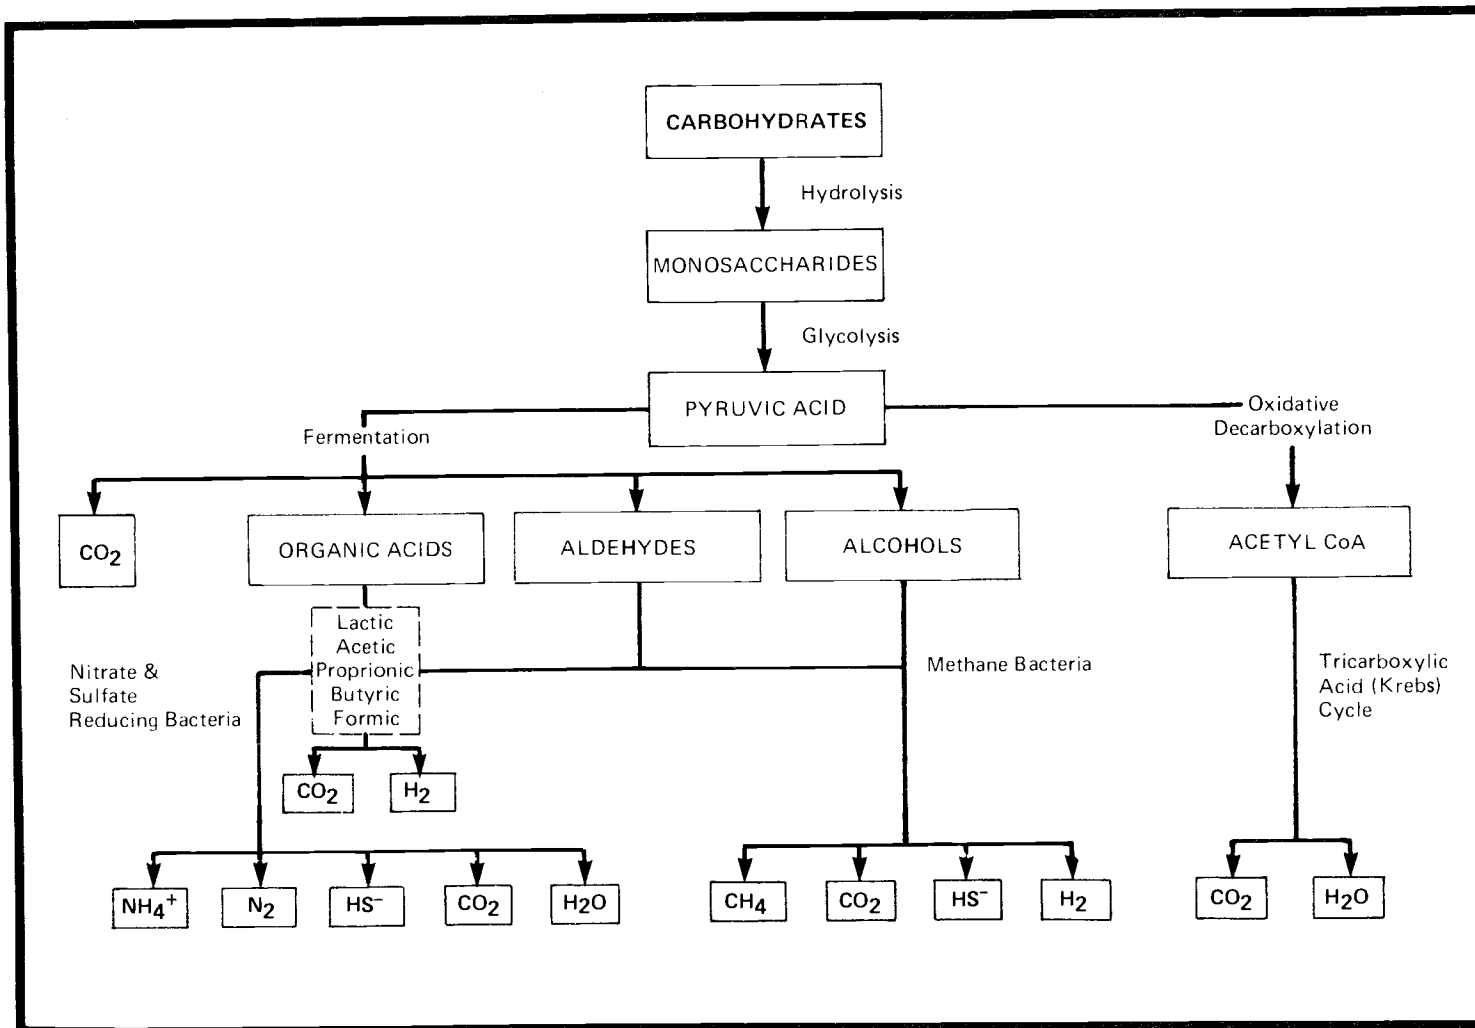 CARBOHYDRATES
Hydrolysis
MONOSACCHARIDES
Glycolysis
PYRUVIC ACID
Fermentation
Oxidative
Decarboxylation
CO2
ORGANIC ACIDS
ALDEHYDES
ALCOHOLS
ACETYL CoA
Lactic
Acetic
Proprionic
Butyric
Formic
Nitrate &
Sulfate
Reducing Bacteria
Methane Bacteria
Tricarboxylic
Acid (Krebs)
Cycle
CO2
H2
NH4+
N2
HS−
CO2
H2O
CH4
CO2
HS−
H2
CO2
H2O